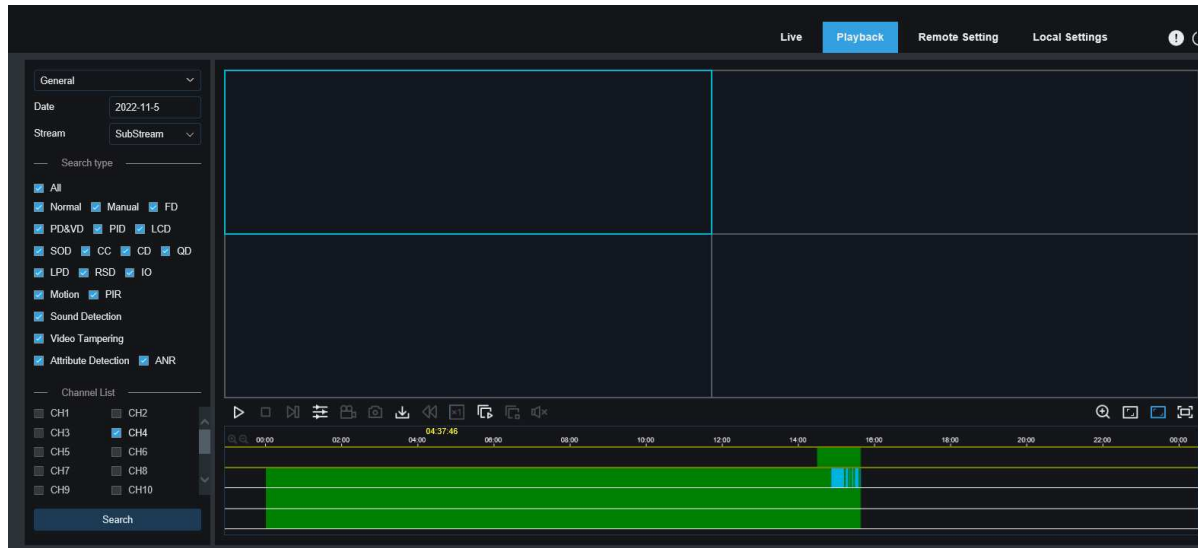 Live Playback Remote Setting Local Settings
General
Date 2022-11-5
Stream SubStream
Search type
All
Normal Manual FD
PD&VD PID LCD
SOD CC CD QD
LPD RSD IO
Motion PIR
Sound Detection
Video Tampering
Attribute Detection ANR
Channel List
CH1 CH2
CH3 CH4
CH5 CH6
CH7 CH8
CH9 CH10
Search
×1
04:37:46
00:00 02:00 04:00 06:00 08:00 10:00 12:00 14:00 16:00 18:00 20:00 22:00 00:00